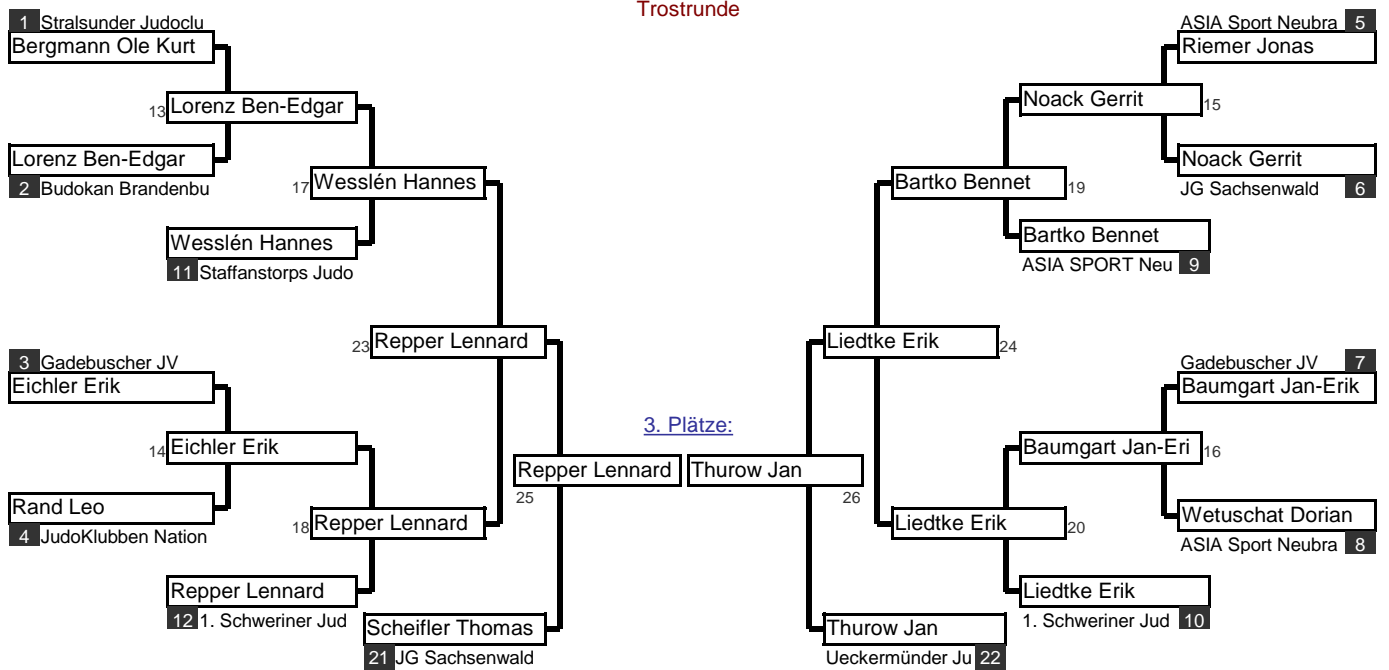 Trostrunde
1 Stralsunder Judoclu
Bergmann Ole Kurt
13 Lorenz Ben-Edgar
Lorenz Ben-Edgar
2 Budokan Brandenbu
17 Wesslén Hannes
Wesslén Hannes
11 Staffanstorps Judo
23 Repper Lennard
3 Gadebuscher JV
Eichler Erik
14 Eichler Erik
Rand Leo
4 JudoKlubben Nation
18 Repper Lennard
Repper Lennard
12 1. Schweriner Jud
Scheifler Thomas
21 JG Sachsenwald
3. Plätze:
Repper Lennard
25
Thurow Jan
26
ASIA Sport Neubra 5
Riemer Jonas
Noack Gerrit 15
Noack Gerrit
JG Sachsenwald 6
Bartko Bennet 19
Bartko Bennet
ASIA SPORT Neu 9
Liedtke Erik 24
Gadebuscher JV 7
Baumgart Jan-Erik
Baumgart Jan-Eri 16
Wetuschat Dorian
ASIA Sport Neubra 8
Liedtke Erik 20
Liedtke Erik
1. Schweriner Jud 10
Thurow Jan
Ueckermünder Ju 22